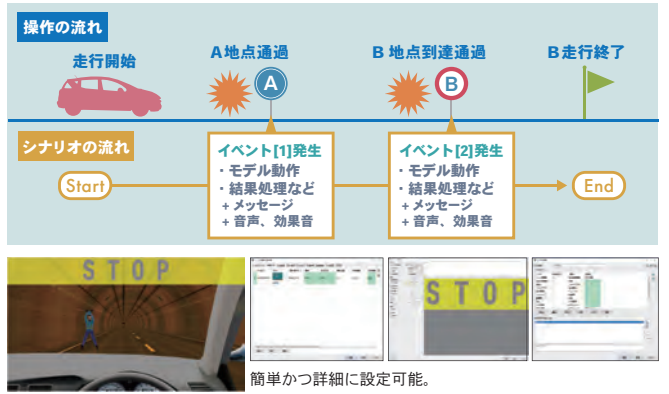 操作の流れ
走行開始
A地点通過
B 地点到達通過
B走行終了
A
B
シナリオの流れ
Start
イベント[1]発生
・モデル動作
・結果処理など
+ メッセージ
+ 音声、効果音
イベント[2]発生
・モデル動作
・結果処理など
+ メッセージ
+ 音声、効果音
End
STOP
STOP
簡単かつ詳細に設定可能。